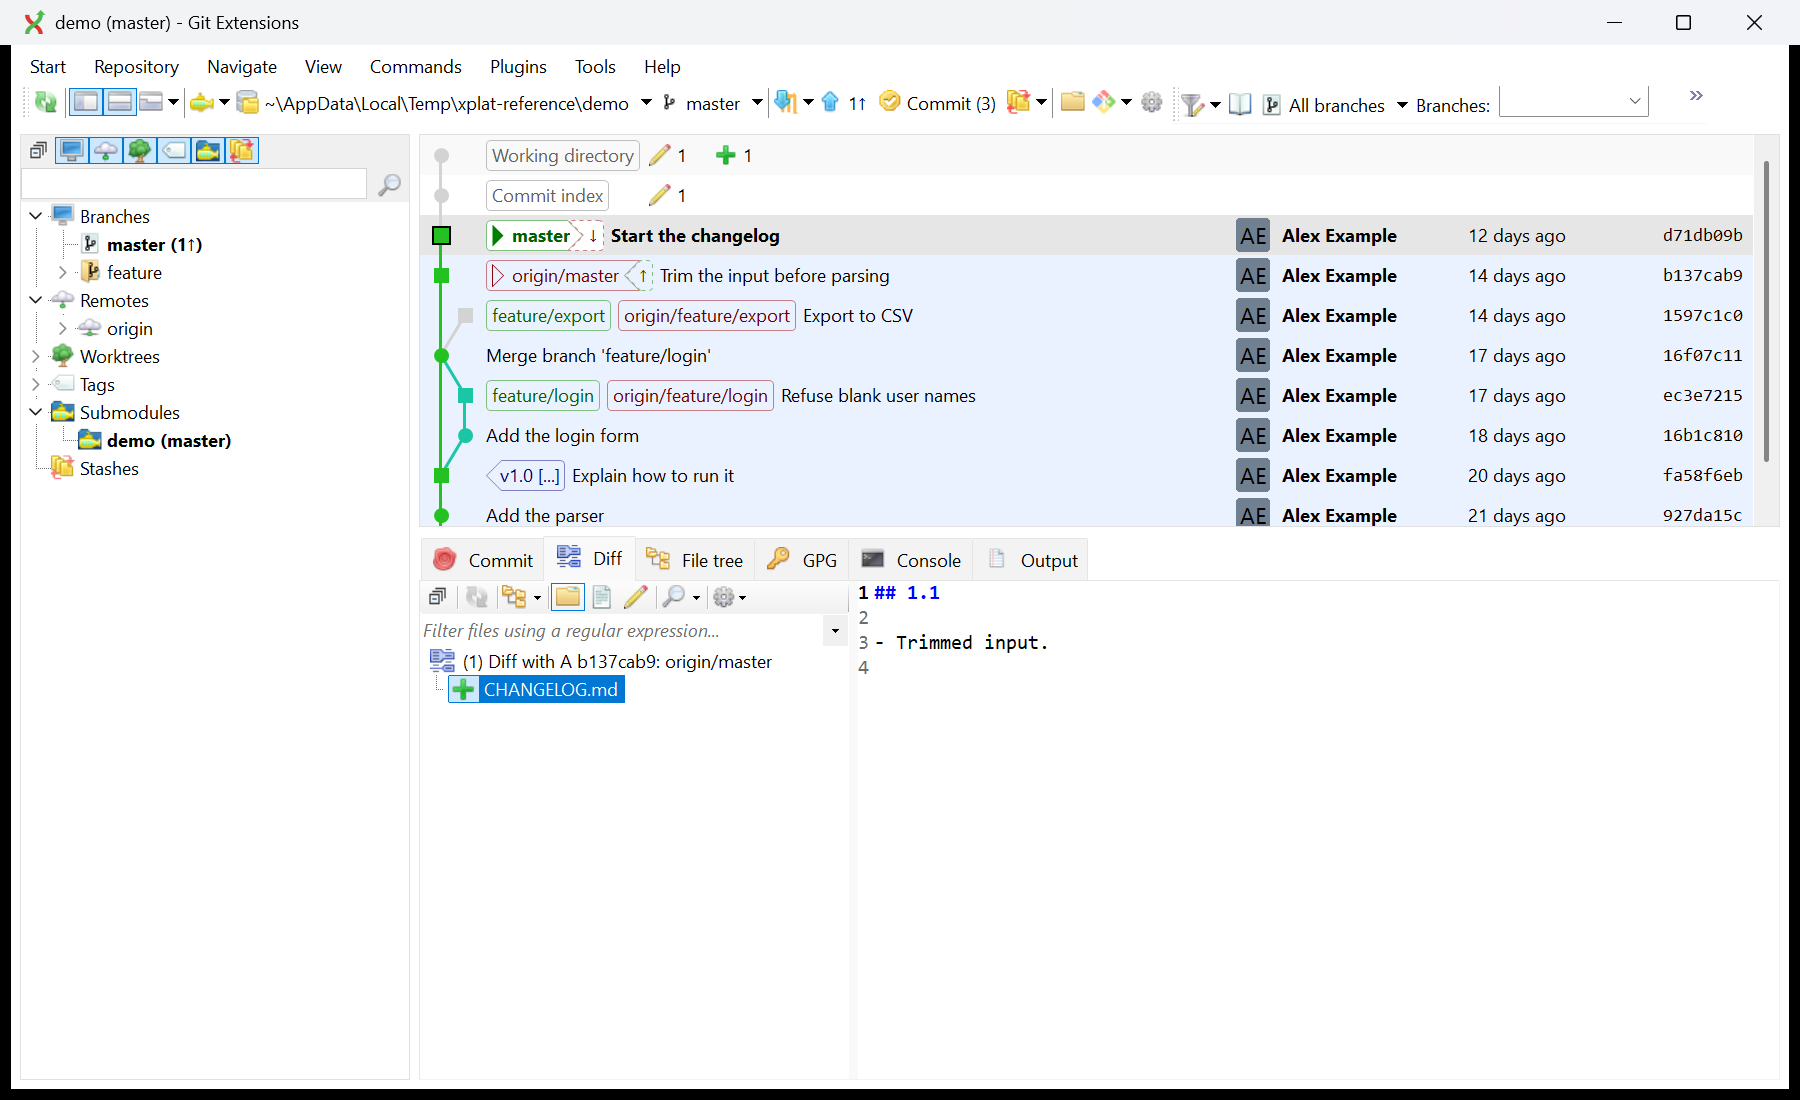 demo (master) - Git Extensions
Start Repository Navigate View Commands Plugins Tools Help
~\AppData\Local\Temp\xplat-reference\demo master 1↑ Commit (3) All branches Branches:
Working directory 1 1
Commit index 1
master ↓ Start the changelog AE Alex Example 12 days ago d71db09b
origin/master ↑ Trim the input before parsing AE Alex Example 14 days ago b137cab9
feature/export origin/feature/export Export to CSV AE Alex Example 14 days ago 1597c1c0
Merge branch 'feature/login' AE Alex Example 17 days ago 16f07c11
feature/login origin/feature/login Refuse blank user names AE Alex Example 17 days ago ec3e7215
Add the login form AE Alex Example 18 days ago 16b1c810
v1.0 [...] Explain how to run it AE Alex Example 20 days ago fa58f6eb
Add the parser AE Alex Example 21 days ago 927da15c
Branches
master (1↑)
feature
Remotes
origin
Worktrees
Tags
Submodules
demo (master)
Stashes
Commit Diff File tree GPG Console Output
Filter files using a regular expression...
(1) Diff with A b137cab9: origin/master
CHANGELOG.md
1 ## 1.1
2
3 - Trimmed input.
4